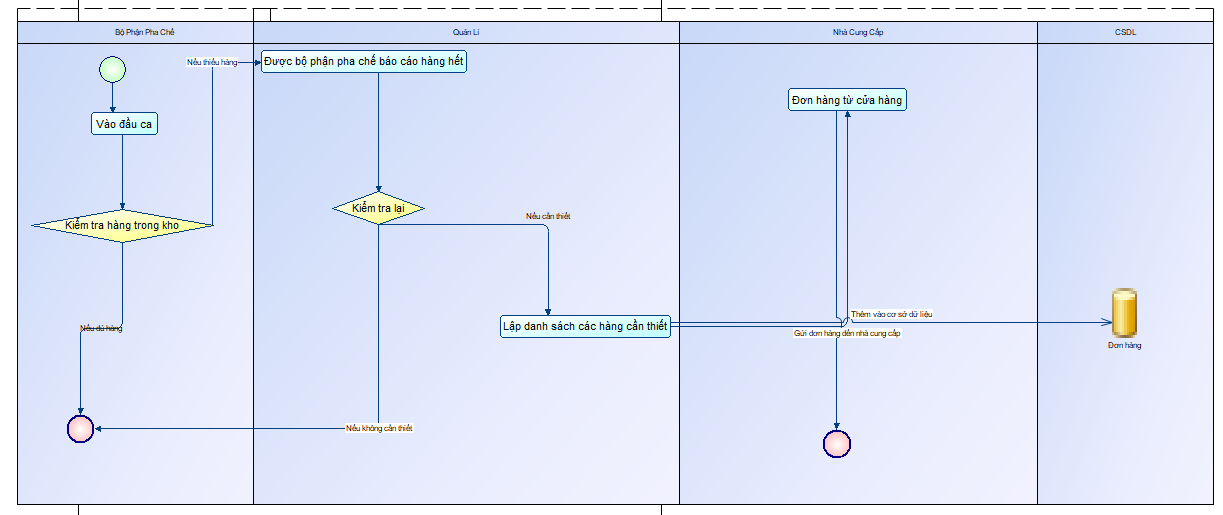 Bộ Phận Pha Chế
Quản Lí
Nhà Cung Cấp
CSDL
Nếu thiếu hàng
Được bộ phận pha chế báo cáo hàng hết
Đơn hàng từ cửa hàng
Vào đầu ca
Kiểm tra lại
Nếu cần thiết
Kiểm tra hàng trong kho
Thêm vào cơ sở dữ liệu
Lập danh sách các hàng cần thiết
Nếu đủ hàng
Gửi đơn hàng đến nhà cung cấp
Đơn hàng
Nếu không cần thiết